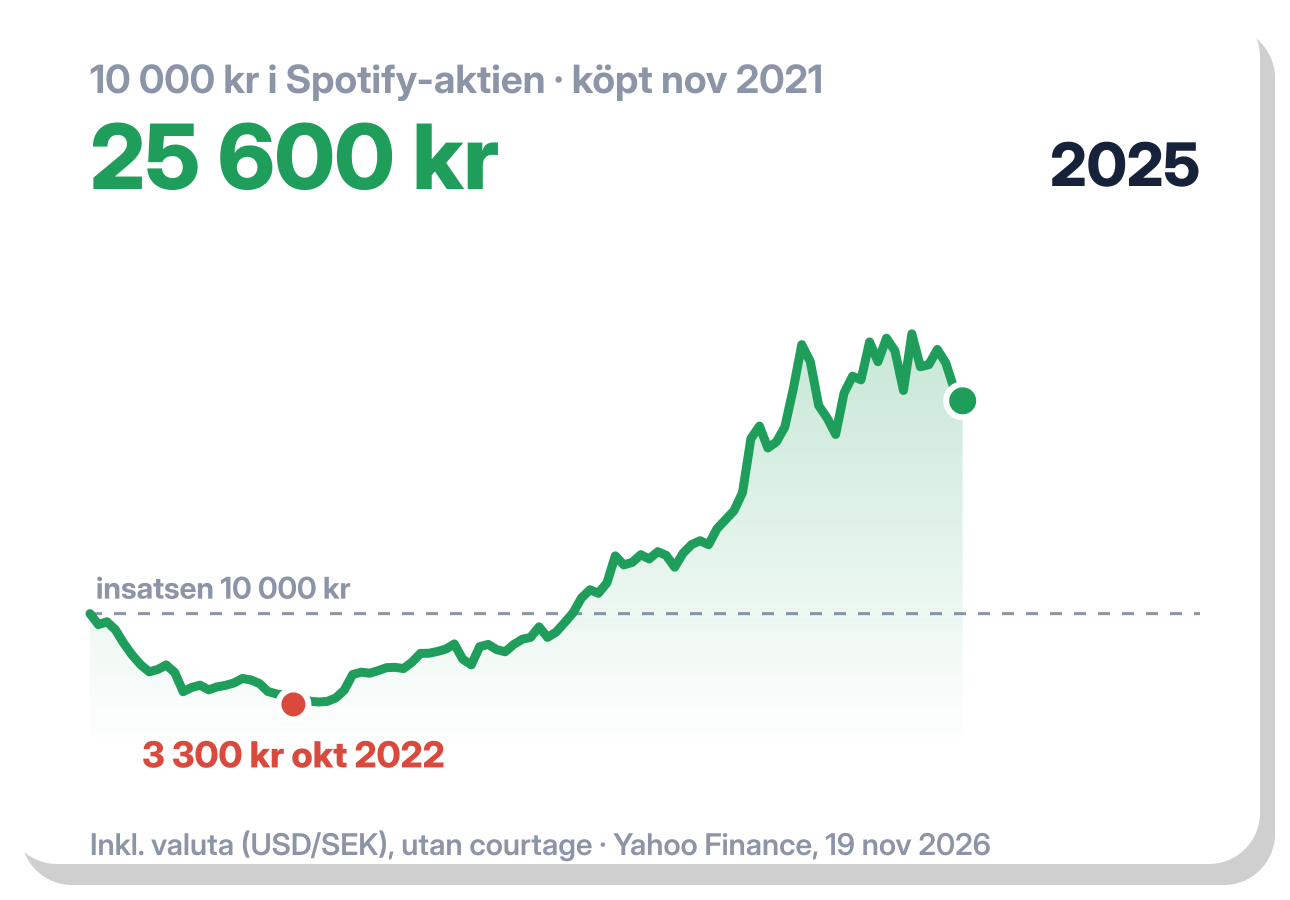 10 000 kr i Spotify-aktien · köpt nov 2021
25 600 kr
2025
insatsen 10 000 kr
3 300 kr okt 2022
Inkl. valuta (USD/SEK), utan courtage · Yahoo Finance, 19 nov 2026